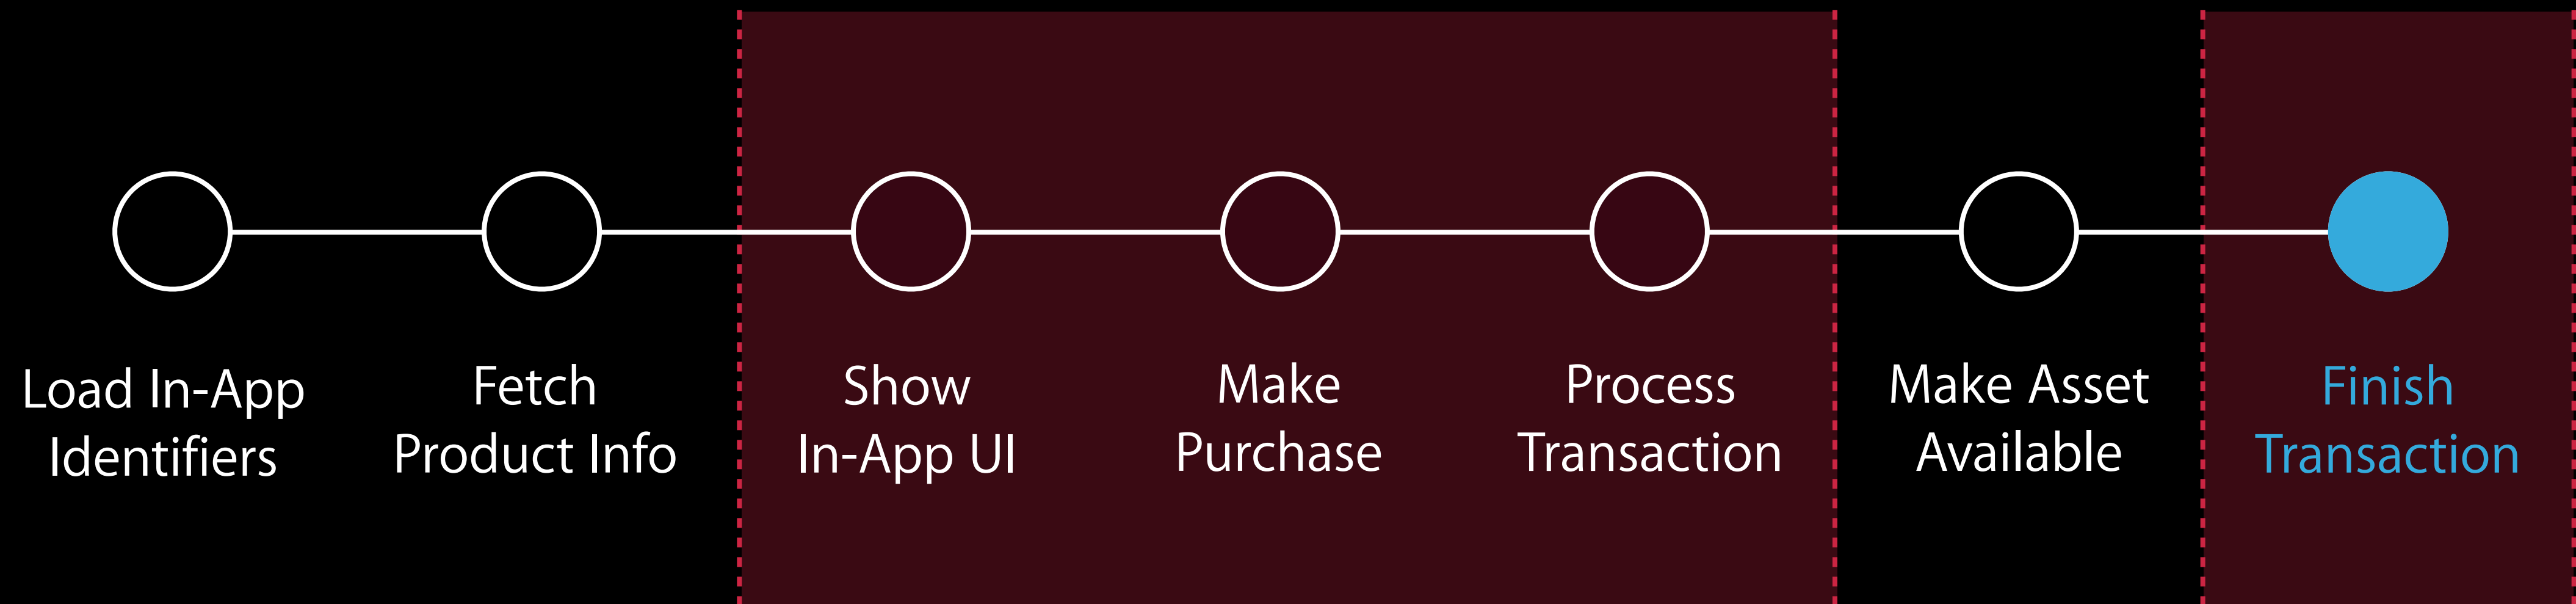 Load In-App
Identifiers
Fetch
Product Info
Show
In-App UI
Make
Purchase
Process
Transaction
Make Asset
Available
Finish
Transaction